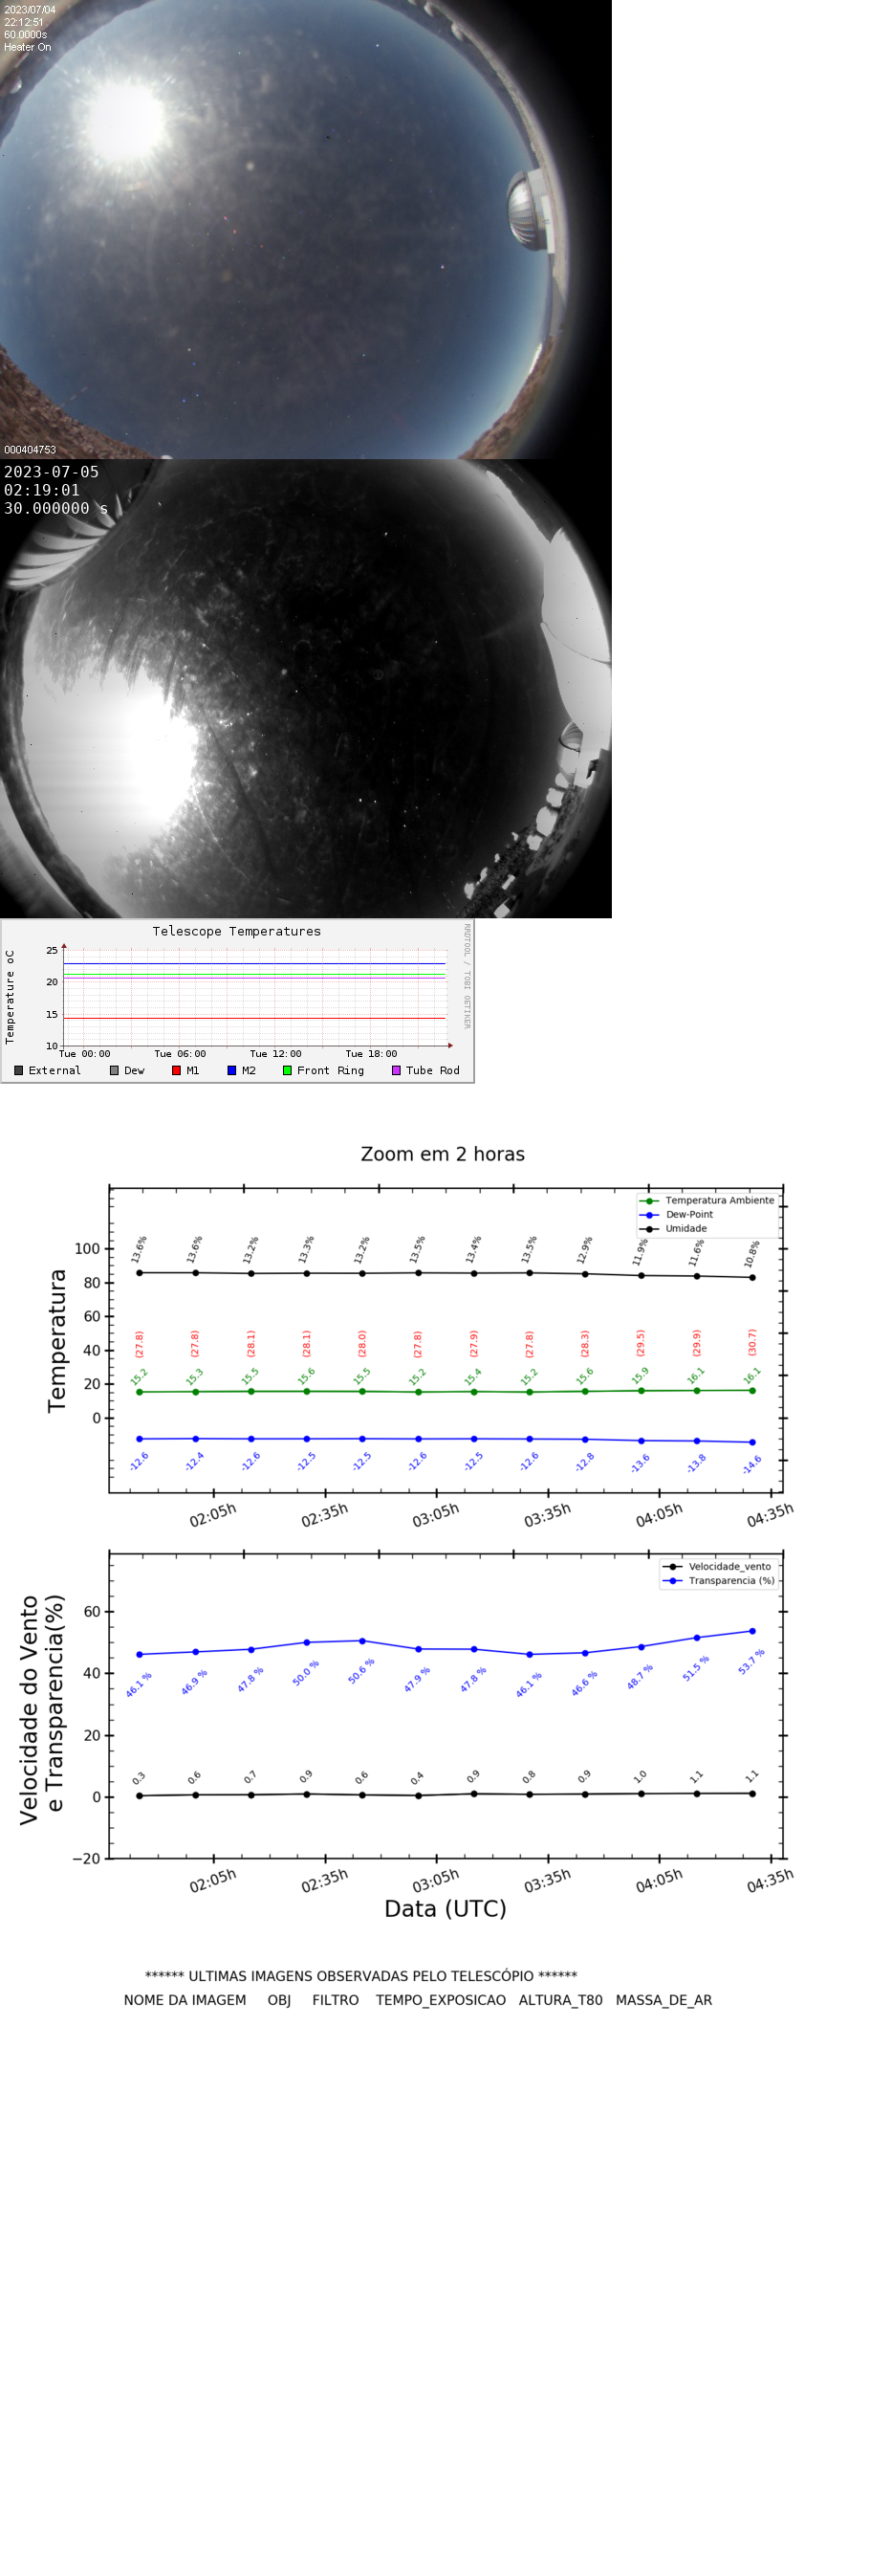 2023/07/04
22:12:51
60.0000s
Heater On
000404753
2023-07-05
02:19:01
30.000000 s
Telescope Temperatures
RRDTOOL / TOBI OETIKER
Temperature oC
25
20
15
10
Tue 00:00 Tue 06:00 Tue 12:00 Tue 18:00
External Dew M1 M2 Front Ring Tube Rod
Zoom em 2 horas
Temperatura Ambiente
Dew-Point
Umidade
Temperatura
100
80
60
40
20
0
13.6% 13.6% 13.2% 13.3% 13.2% 13.5% 13.4% 13.5% 12.9% 11.9% 11.6% 10.8%
(27.8) (27.8) (28.1) (28.1) (28.0) (27.8) (27.9) (27.8) (28.3) (29.5) (29.9) (30.7)
15.2 15.3 15.5 15.6 15.5 15.2 15.4 15.2 15.6 15.9 16.1 16.1
-12.6 -12.4 -12.6 -12.5 -12.5 -12.6 -12.5 -12.6 -12.8 -13.6 -13.8 -14.6
02:05h 02:35h 03:05h 03:35h 04:05h 04:35h
Velocidade_vento
Transparencia (%)
Velocidade do Vento
e Transparencia(%)
60
40
20
0
−20
46.1 % 46.9 % 47.8 % 50.0 % 50.6 % 47.9 % 47.8 % 46.1 % 46.6 % 48.7 % 51.5 % 53.7 %
0.3 0.6 0.7 0.9 0.6 0.4 0.9 0.8 0.9 1.0 1.1 1.1
02:05h 02:35h 03:05h 03:35h 04:05h 04:35h
Data (UTC)
****** ULTIMAS IMAGENS OBSERVADAS PELO TELESCÓPIO ******
NOME DA IMAGEM OBJ FILTRO TEMPO_EXPOSICAO ALTURA_T80 MASSA_DE_AR